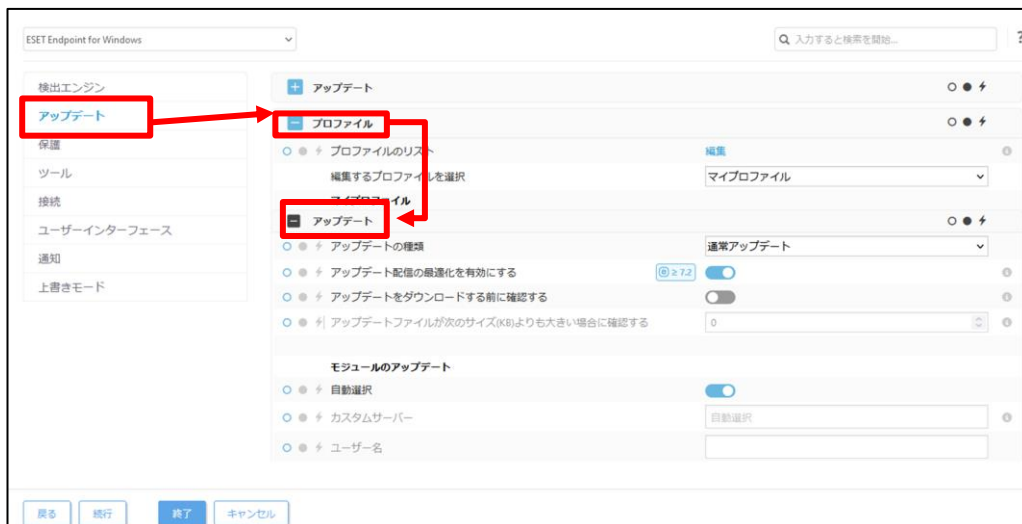 ESET Endpoint for Windows
入力すると検索を開始...
?
検出エンジン
アップデート
保護
ツール
接続
ユーザーインターフェース
通知
上書きモード
アップデート
プロファイル
プロファイルのリスト 編集
編集するプロファイルを選択 マイプロファイル
マイプロファイル
アップデート
アップデートの種類 通常アップデート
アップデート配信の最適化を有効にする ≥ 7.2
アップデートをダウンロードする前に確認する
アップデートファイルが次のサイズ(KB)よりも大きい場合に確認する 0
モジュールのアップデート
自動選択
カスタムサーバー 自動選択
ユーザー名
戻る 続行 終了 キャンセル